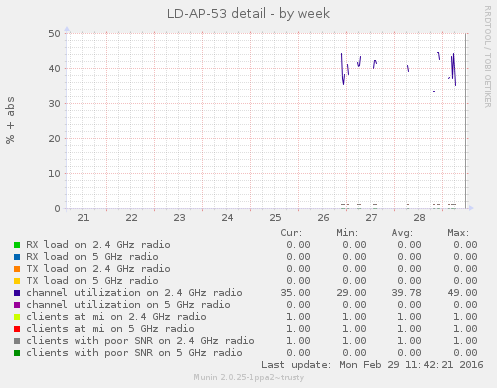 LD-AP-53 detail - by week
RRDTOOL / TOBI OETIKER
% + abs
50
40
30
20
10
0
21 22 23 24 25 26 27 28
Cur: Min: Avg: Max:
RX load on 2.4 GHz radio 0.00 0.00 0.00 0.00
RX load on 5 GHz radio 0.00 0.00 0.00 0.00
TX load on 2.4 GHz radio 0.00 0.00 0.00 0.00
TX load on 5 GHz radio 0.00 0.00 0.00 0.00
channel utilization on 2.4 GHz radio 35.00 29.00 39.78 49.00
channel utilization on 5 GHz radio 0.00 0.00 0.00 0.00
clients at mi on 2.4 GHz radio 1.00 1.00 1.00 1.00
clients at mi on 5 GHz radio 1.00 1.00 1.00 1.00
clients with poor SNR on 2.4 GHz radio 1.00 1.00 1.00 1.00
clients with poor SNR on 5 GHz radio 0.00 0.00 0.00 0.00
Last update: Mon Feb 29 11:42:21 2016
Munin 2.0.25-1ppa2~trusty